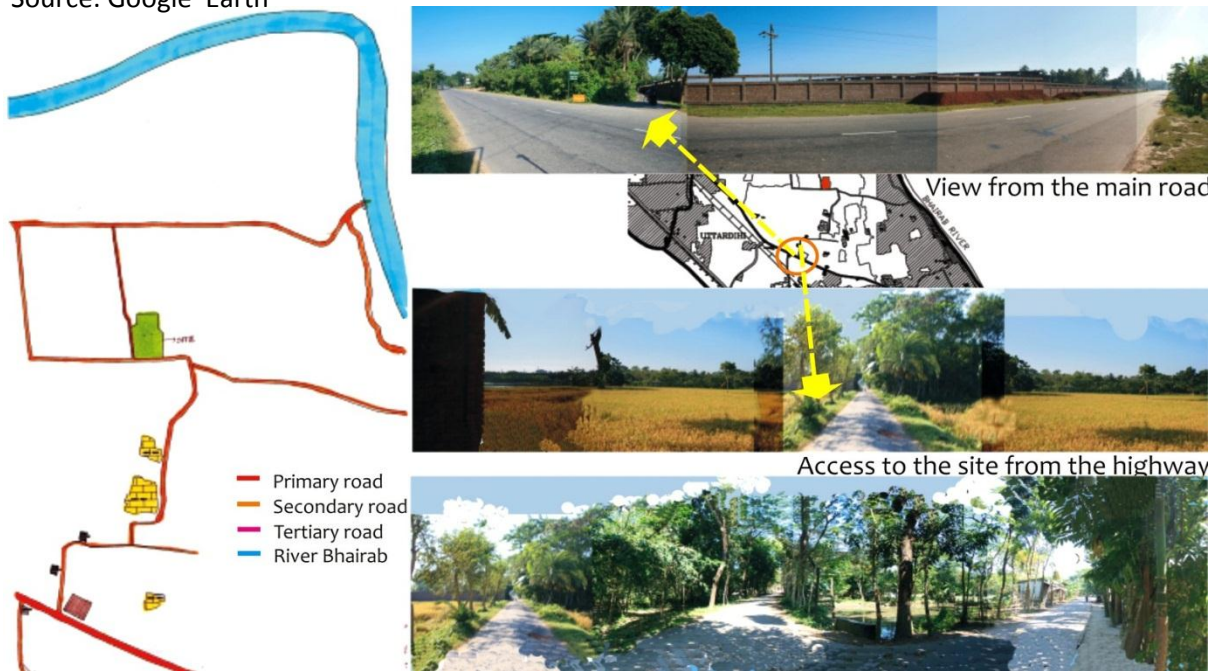 Source: Google Earth
View from the main road
UTTARDIHI
BHAIRAB RIVER
Access to the site from the highway
SITE
Primary road
Secondary road
Tertiary road
River Bhairab